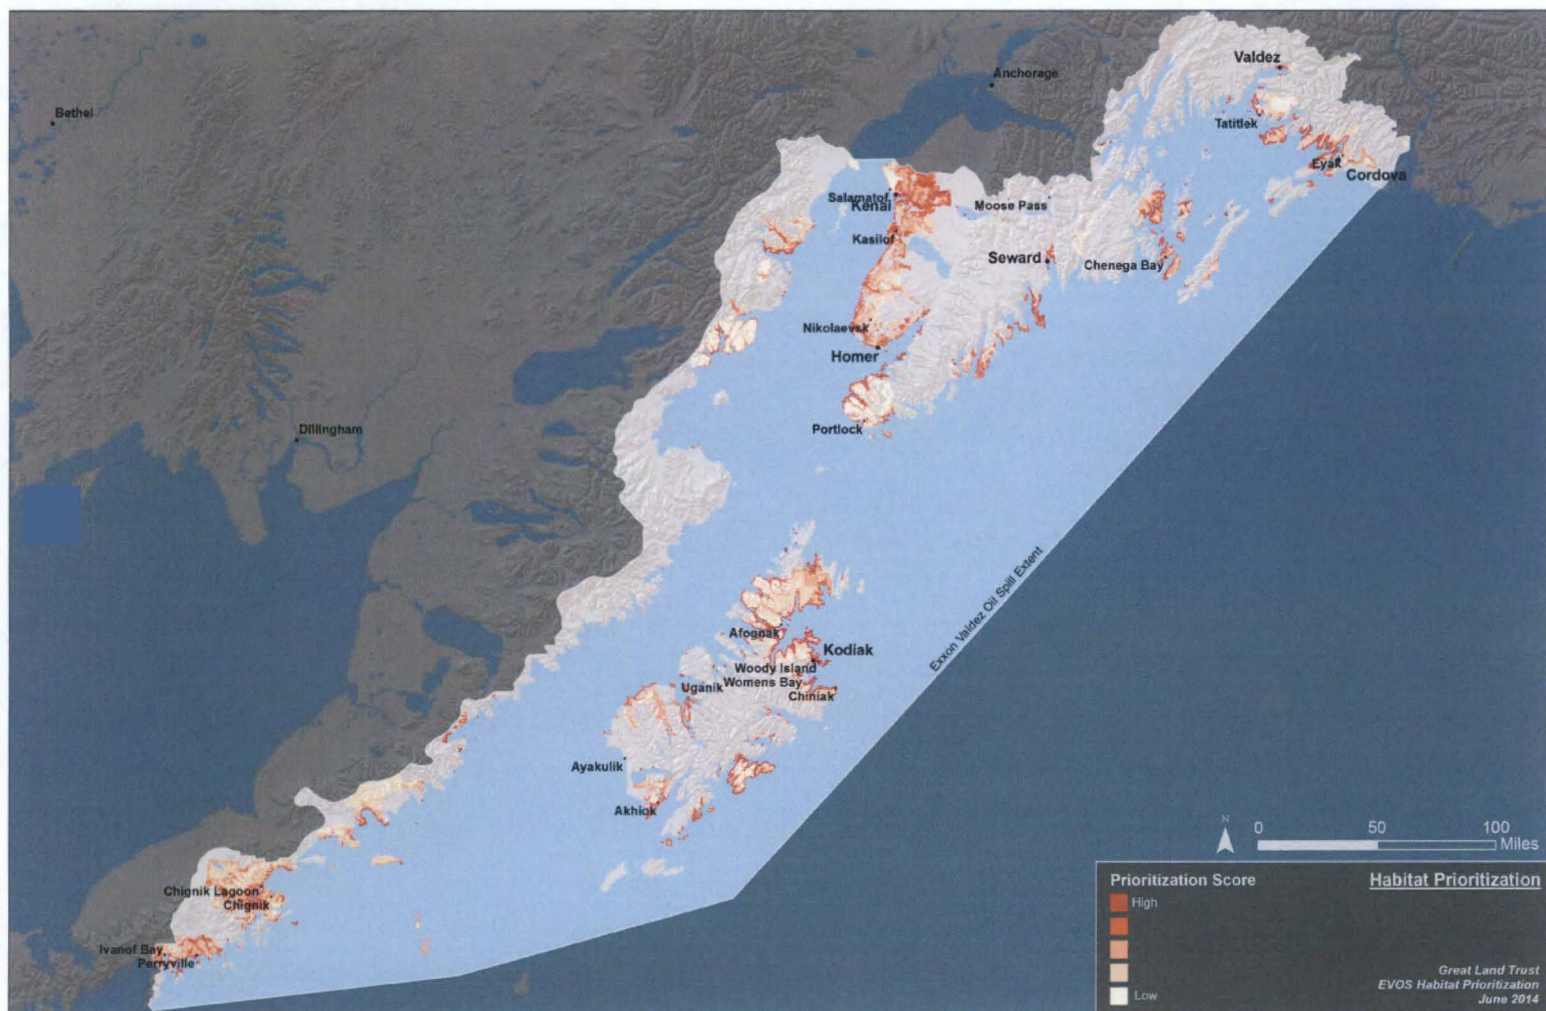 Bethel
Anchorage
Valdez
Tatitlek
Eyak
Cordova
Salamatof
Kenai
Moose Pass
Kasilof
Seward
Chenega Bay
Nikolaevsk
Homer
Dillingham
Portlock
Exxon Valdez Oil Spill Extent
Afognak
Kodiak
Woody Island
Womens Bay
Uganik
Chiniak
Ayakulik
Akhiok
Chignik Lagoon
Chignik
Ivanof Bay
Perryville
N
0 50 100
Miles
Prioritization Score
Habitat Prioritization
High
Low
Great Land Trust
EVOS Habitat Prioritization
June 2014